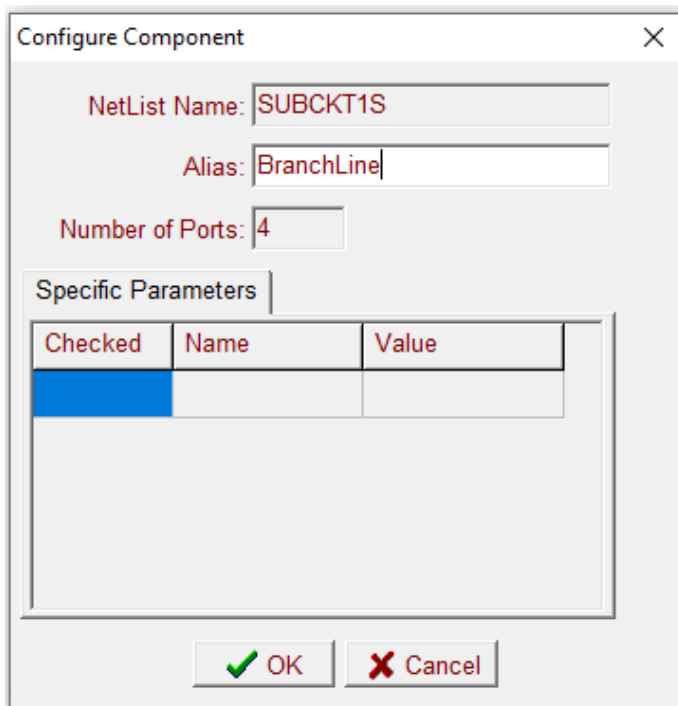 Configure Component
NetList Name: SUBCKT1S
Alias: BranchLine
Number of Ports: 4
Specific Parameters
Checked Name Value
OK Cancel